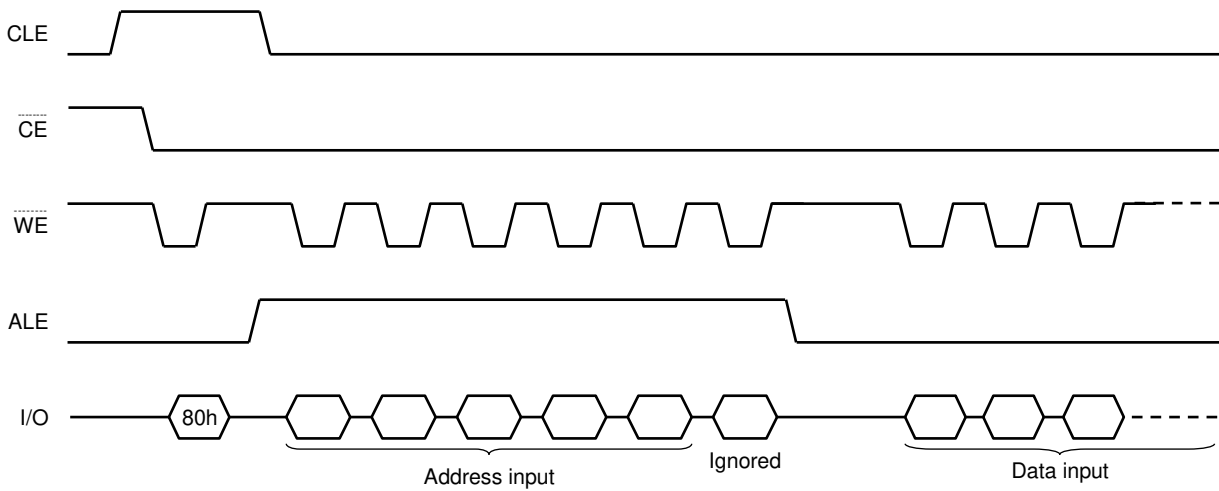 CLE
CE
WE
ALE
I/O
80h
Address input
Ignored
Data input